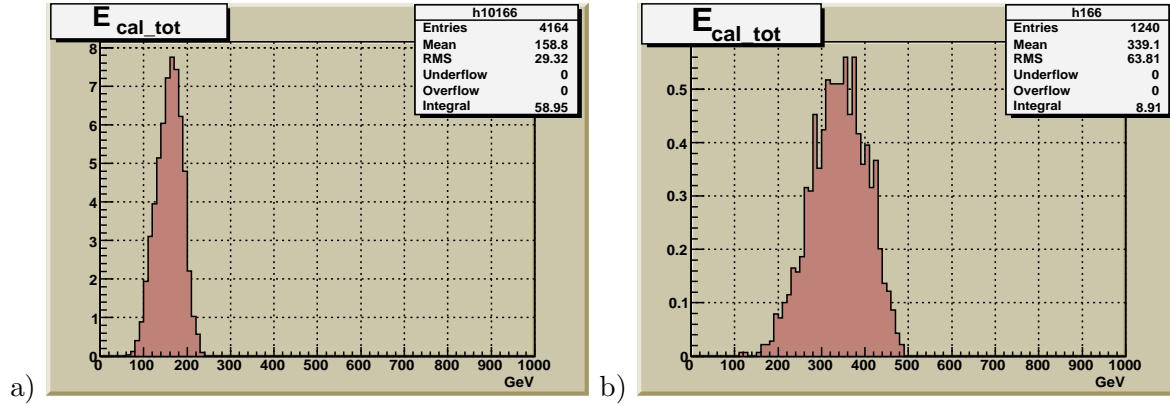 E cal_tot
h10166
Entries 4164
Mean 158.8
RMS 29.32
Underflow 0
Overflow 0
Integral 58.95
8
7
6
5
4
3
2
1
0
0 100 200 300 400 500 600 700 800 900 1000
GeV
a)
E cal_tot
h166
Entries 1240
Mean 339.1
RMS 63.81
Underflow 0
Overflow 0
Integral 8.91
0.5
0.4
0.3
0.2
0.1
0
0 100 200 300 400 500 600 700 800 900 1000
GeV
b)